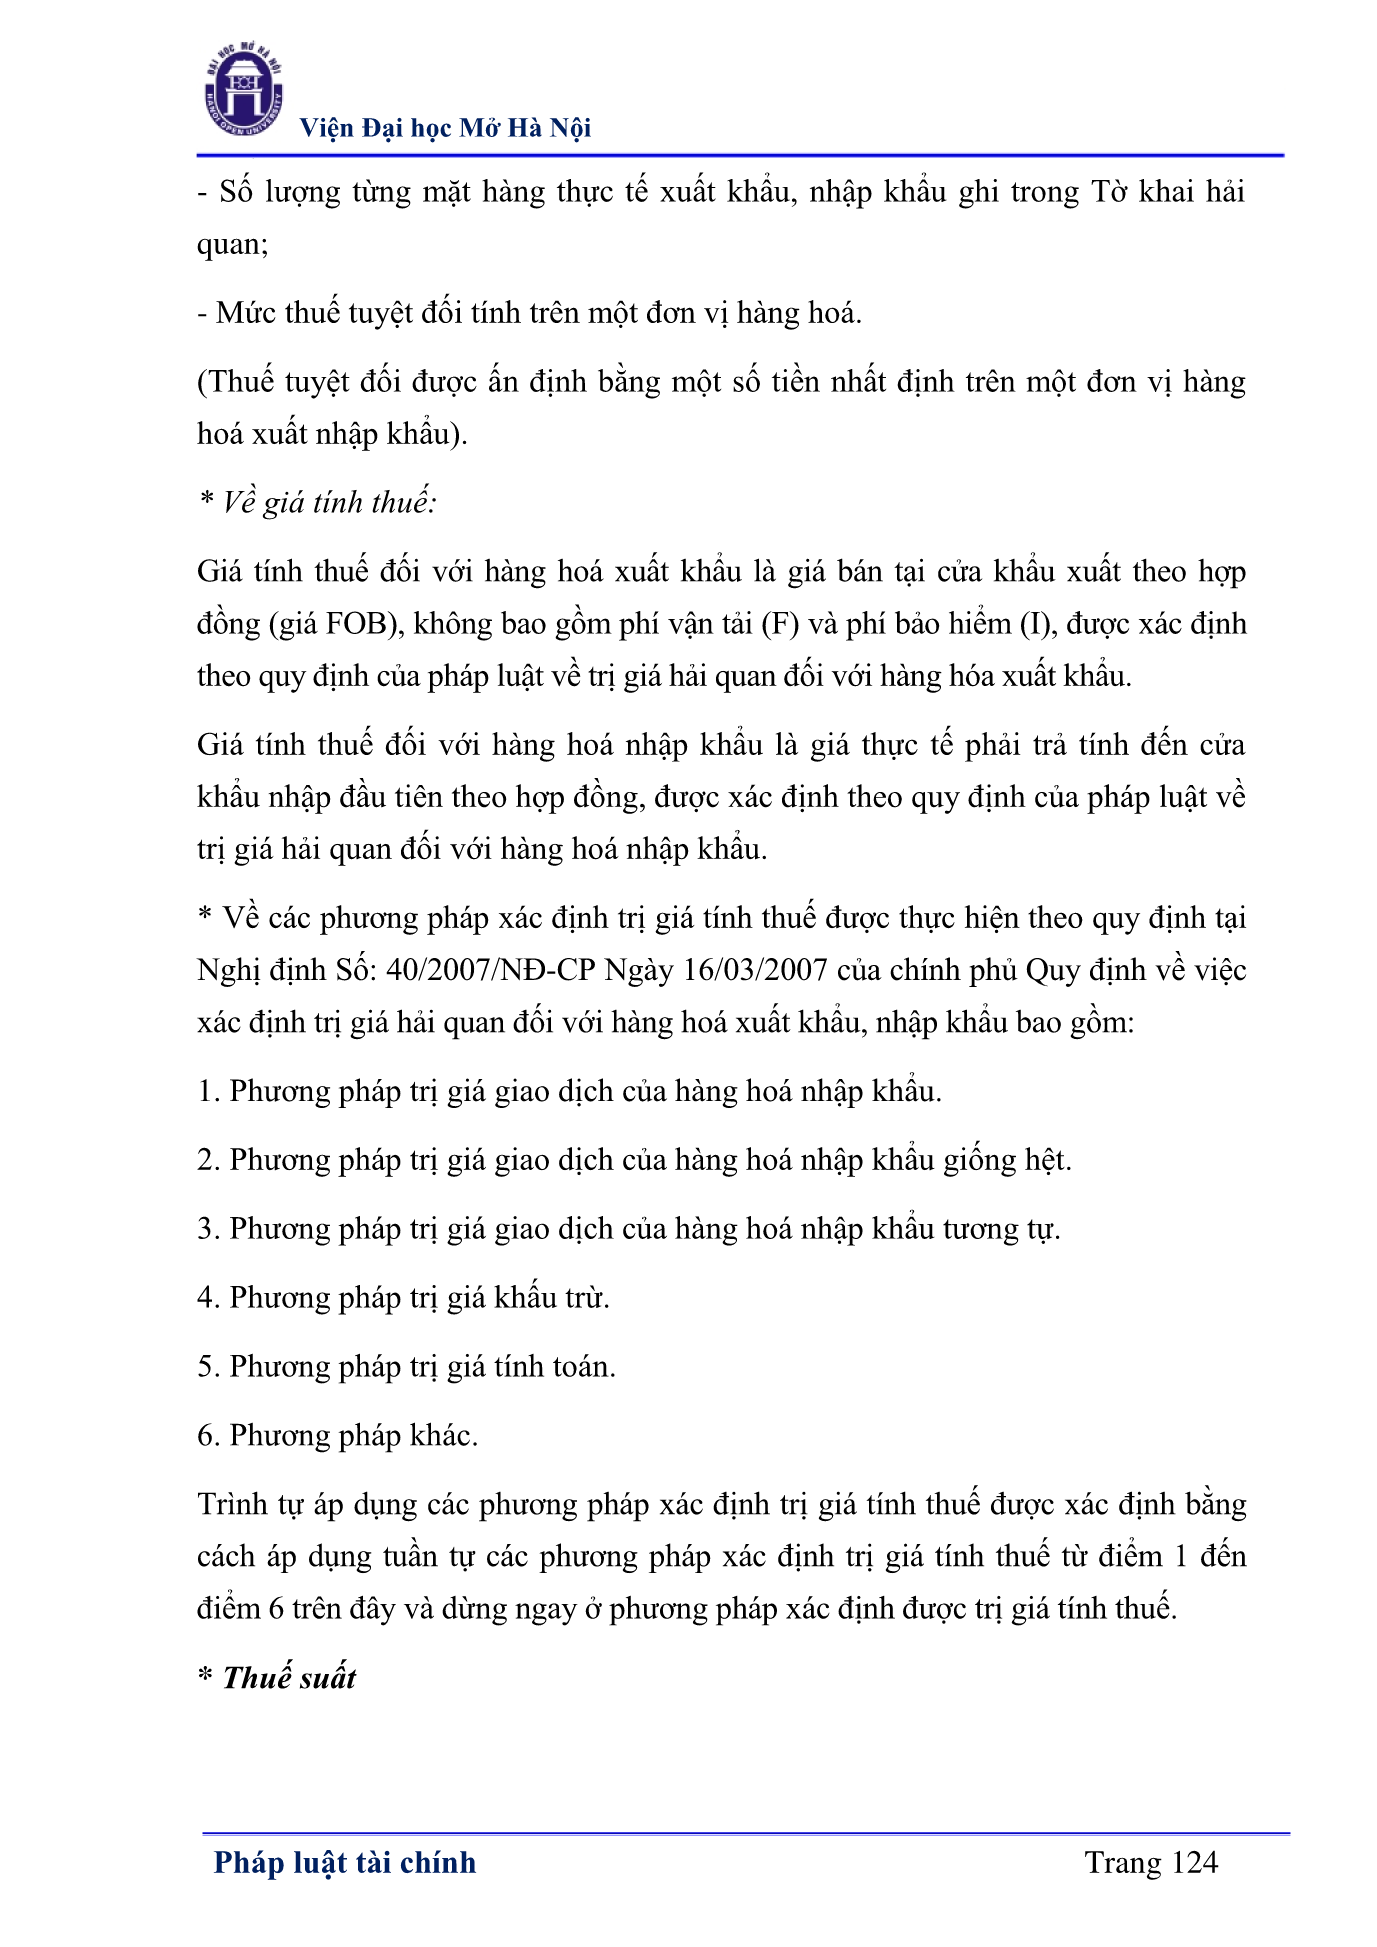 ĐẠI HỌC MỞ HÀ NỘI
HANOI OPEN UNIVERSITY
Viện Đại học Mở Hà Nội
- Số lượng từng mặt hàng thực tế xuất khẩu, nhập khẩu ghi trong Tờ khai hải
quan;
- Mức thuế tuyệt đối tính trên một đơn vị hàng hoá.
(Thuế tuyệt đối được ấn định bằng một số tiền nhất định trên một đơn vị hàng
hoá xuất nhập khẩu).
* Về giá tính thuế:
Giá tính thuế đối với hàng hoá xuất khẩu là giá bán tại cửa khẩu xuất theo hợp
đồng (giá FOB), không bao gồm phí vận tải (F) và phí bảo hiểm (I), được xác định
theo quy định của pháp luật về trị giá hải quan đối với hàng hóa xuất khẩu.
Giá tính thuế đối với hàng hoá nhập khẩu là giá thực tế phải trả tính đến cửa
khẩu nhập đầu tiên theo hợp đồng, được xác định theo quy định của pháp luật về
trị giá hải quan đối với hàng hoá nhập khẩu.
* Về các phương pháp xác định trị giá tính thuế được thực hiện theo quy định tại
Nghị định Số: 40/2007/NĐ-CP Ngày 16/03/2007 của chính phủ Quy định về việc
xác định trị giá hải quan đối với hàng hoá xuất khẩu, nhập khẩu bao gồm:
1. Phương pháp trị giá giao dịch của hàng hoá nhập khẩu.
2. Phương pháp trị giá giao dịch của hàng hoá nhập khẩu giống hệt.
3. Phương pháp trị giá giao dịch của hàng hoá nhập khẩu tương tự.
4. Phương pháp trị giá khấu trừ.
5. Phương pháp trị giá tính toán.
6. Phương pháp khác.
Trình tự áp dụng các phương pháp xác định trị giá tính thuế được xác định bằng
cách áp dụng tuần tự các phương pháp xác định trị giá tính thuế từ điểm 1 đến
điểm 6 trên đây và dừng ngay ở phương pháp xác định được trị giá tính thuế.
* Thuế suất
Pháp luật tài chính
Trang 124